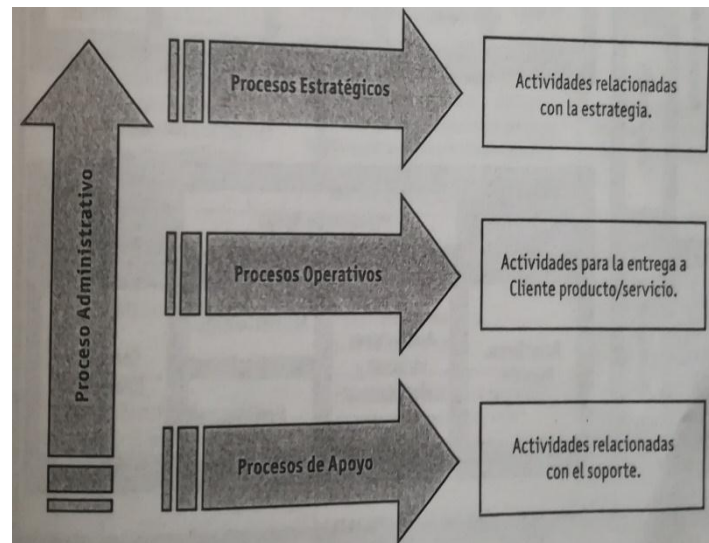 Proceso Administrativo
Procesos Estratégicos
Actividades relacionadas
con la estrategia.
Procesos Operativos
Actividades para la entrega a
Cliente producto/servicio.
Procesos de Apoyo
Actividades relacionadas
con el soporte.